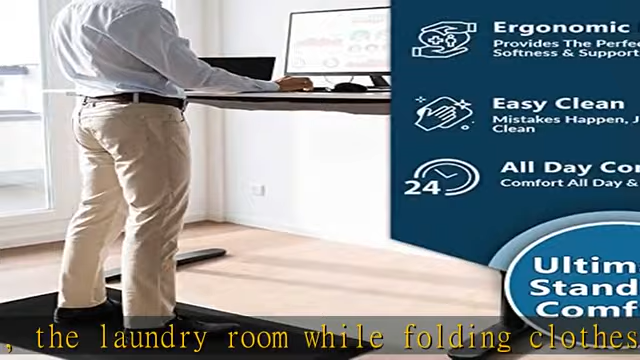 Ergonomic
Provides The Perfe
Softness & Support
Easy Clean
Mistakes Happen, J
Clean
24
All Day Co
Comfort All Day &
Ultim
Stand
Comf
, the laundry room while folding clothes